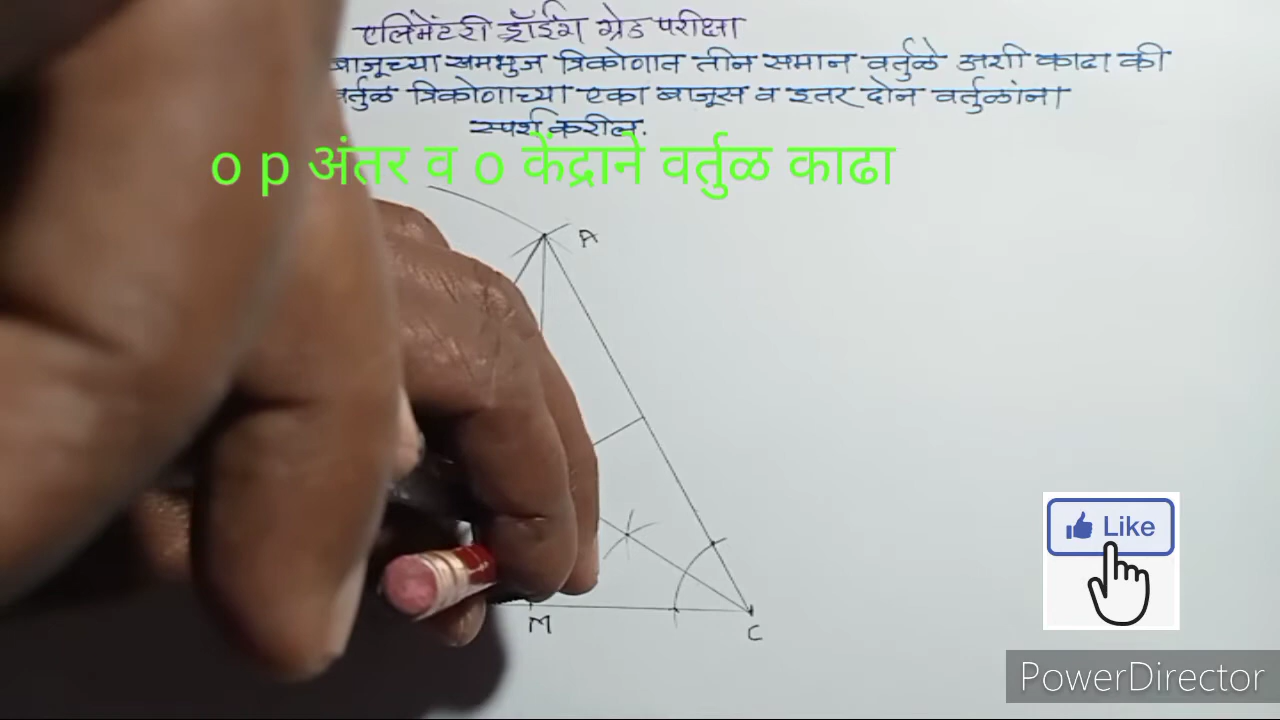 एलिमेंटरी ड्रॉईंग ग्रेड परीक्षा
बाजूच्या समभुज त्रिकोणात तीन समान वर्तुळे अशी काढा की
वर्तुळ त्रिकोणाच्या एका बाजूस व इतर दोन वर्तुळांना
स्पर्श करील.
o p अंतर व o केंद्राने वर्तुळ काढा
A
Like
M
C
PowerDirector